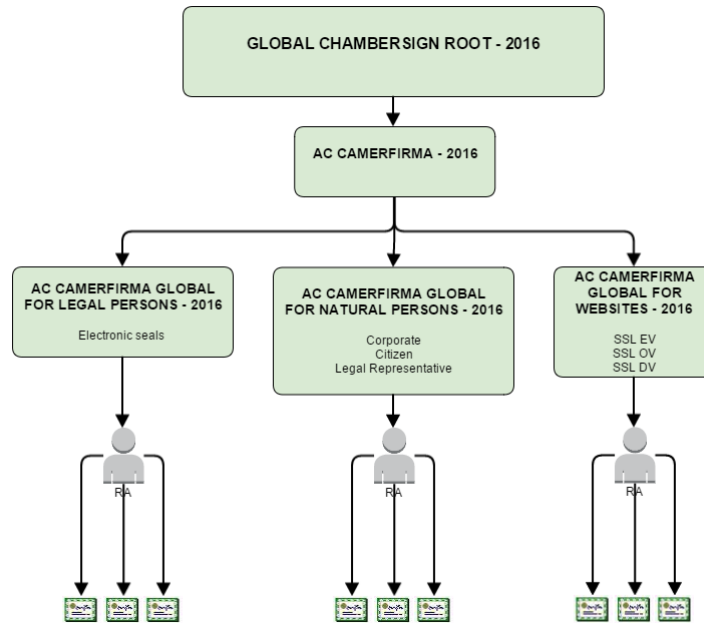 GLOBAL CHAMBERSIGN ROOT - 2016
AC CAMERFIRMA - 2016
AC CAMERFIRMA GLOBAL
FOR LEGAL PERSONS - 2016
Electronic seals
AC CAMERFIRMA GLOBAL
FOR NATURAL PERSONS - 2016
Corporate
Citizen
Legal Representative
AC CAMERFIRMA
GLOBAL FOR
WEBSITES - 2016
SSL EV
SSL OV
SSL DV
RA
RA
RA